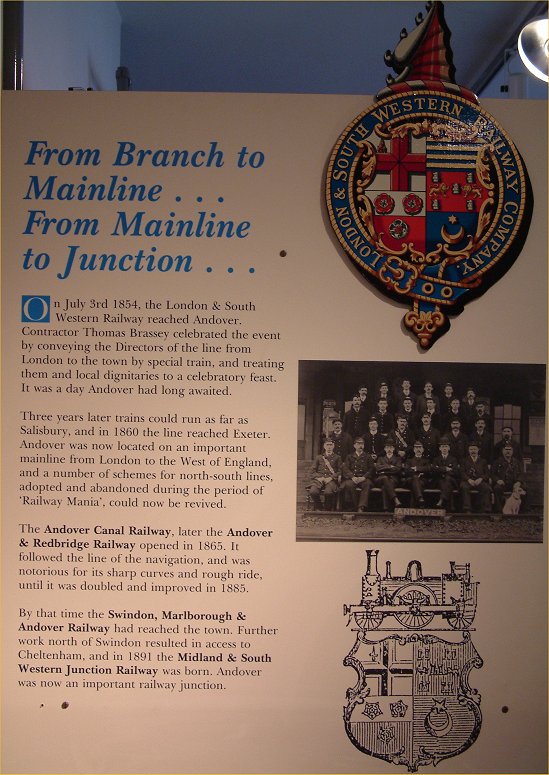 From Branch to
Mainline . . .
From Mainline
to Junction . . .
LONDON & SOUTH WESTERN RAILWAY COMPANY
On July 3rd 1854, the London & South
Western Railway reached Andover.
Contractor Thomas Brassey celebrated the event
by conveying the Directors of the line from
London to the town by special train, and treating
them and local dignitaries to a celebratory feast.
It was a day Andover had long awaited.
Three years later trains could run as far as
Salisbury, and in 1860 the line reached Exeter.
Andover was now located on an important
mainline from London to the West of England,
and a number of schemes for north-south lines,
adopted and abandoned during the period of
‘Railway Mania’, could now be revived.
The Andover Canal Railway, later the Andover
& Redbridge Railway opened in 1865. It
followed the line of the navigation, and was
notorious for its sharp curves and rough ride,
until it was doubled and improved in 1885.
By that time the Swindon, Marlborough &
Andover Railway had reached the town. Further
work north of Swindon resulted in access to
Cheltenham, and in 1891 the Midland & South
Western Junction Railway was born. Andover
was now an important railway junction.
ANDOVER